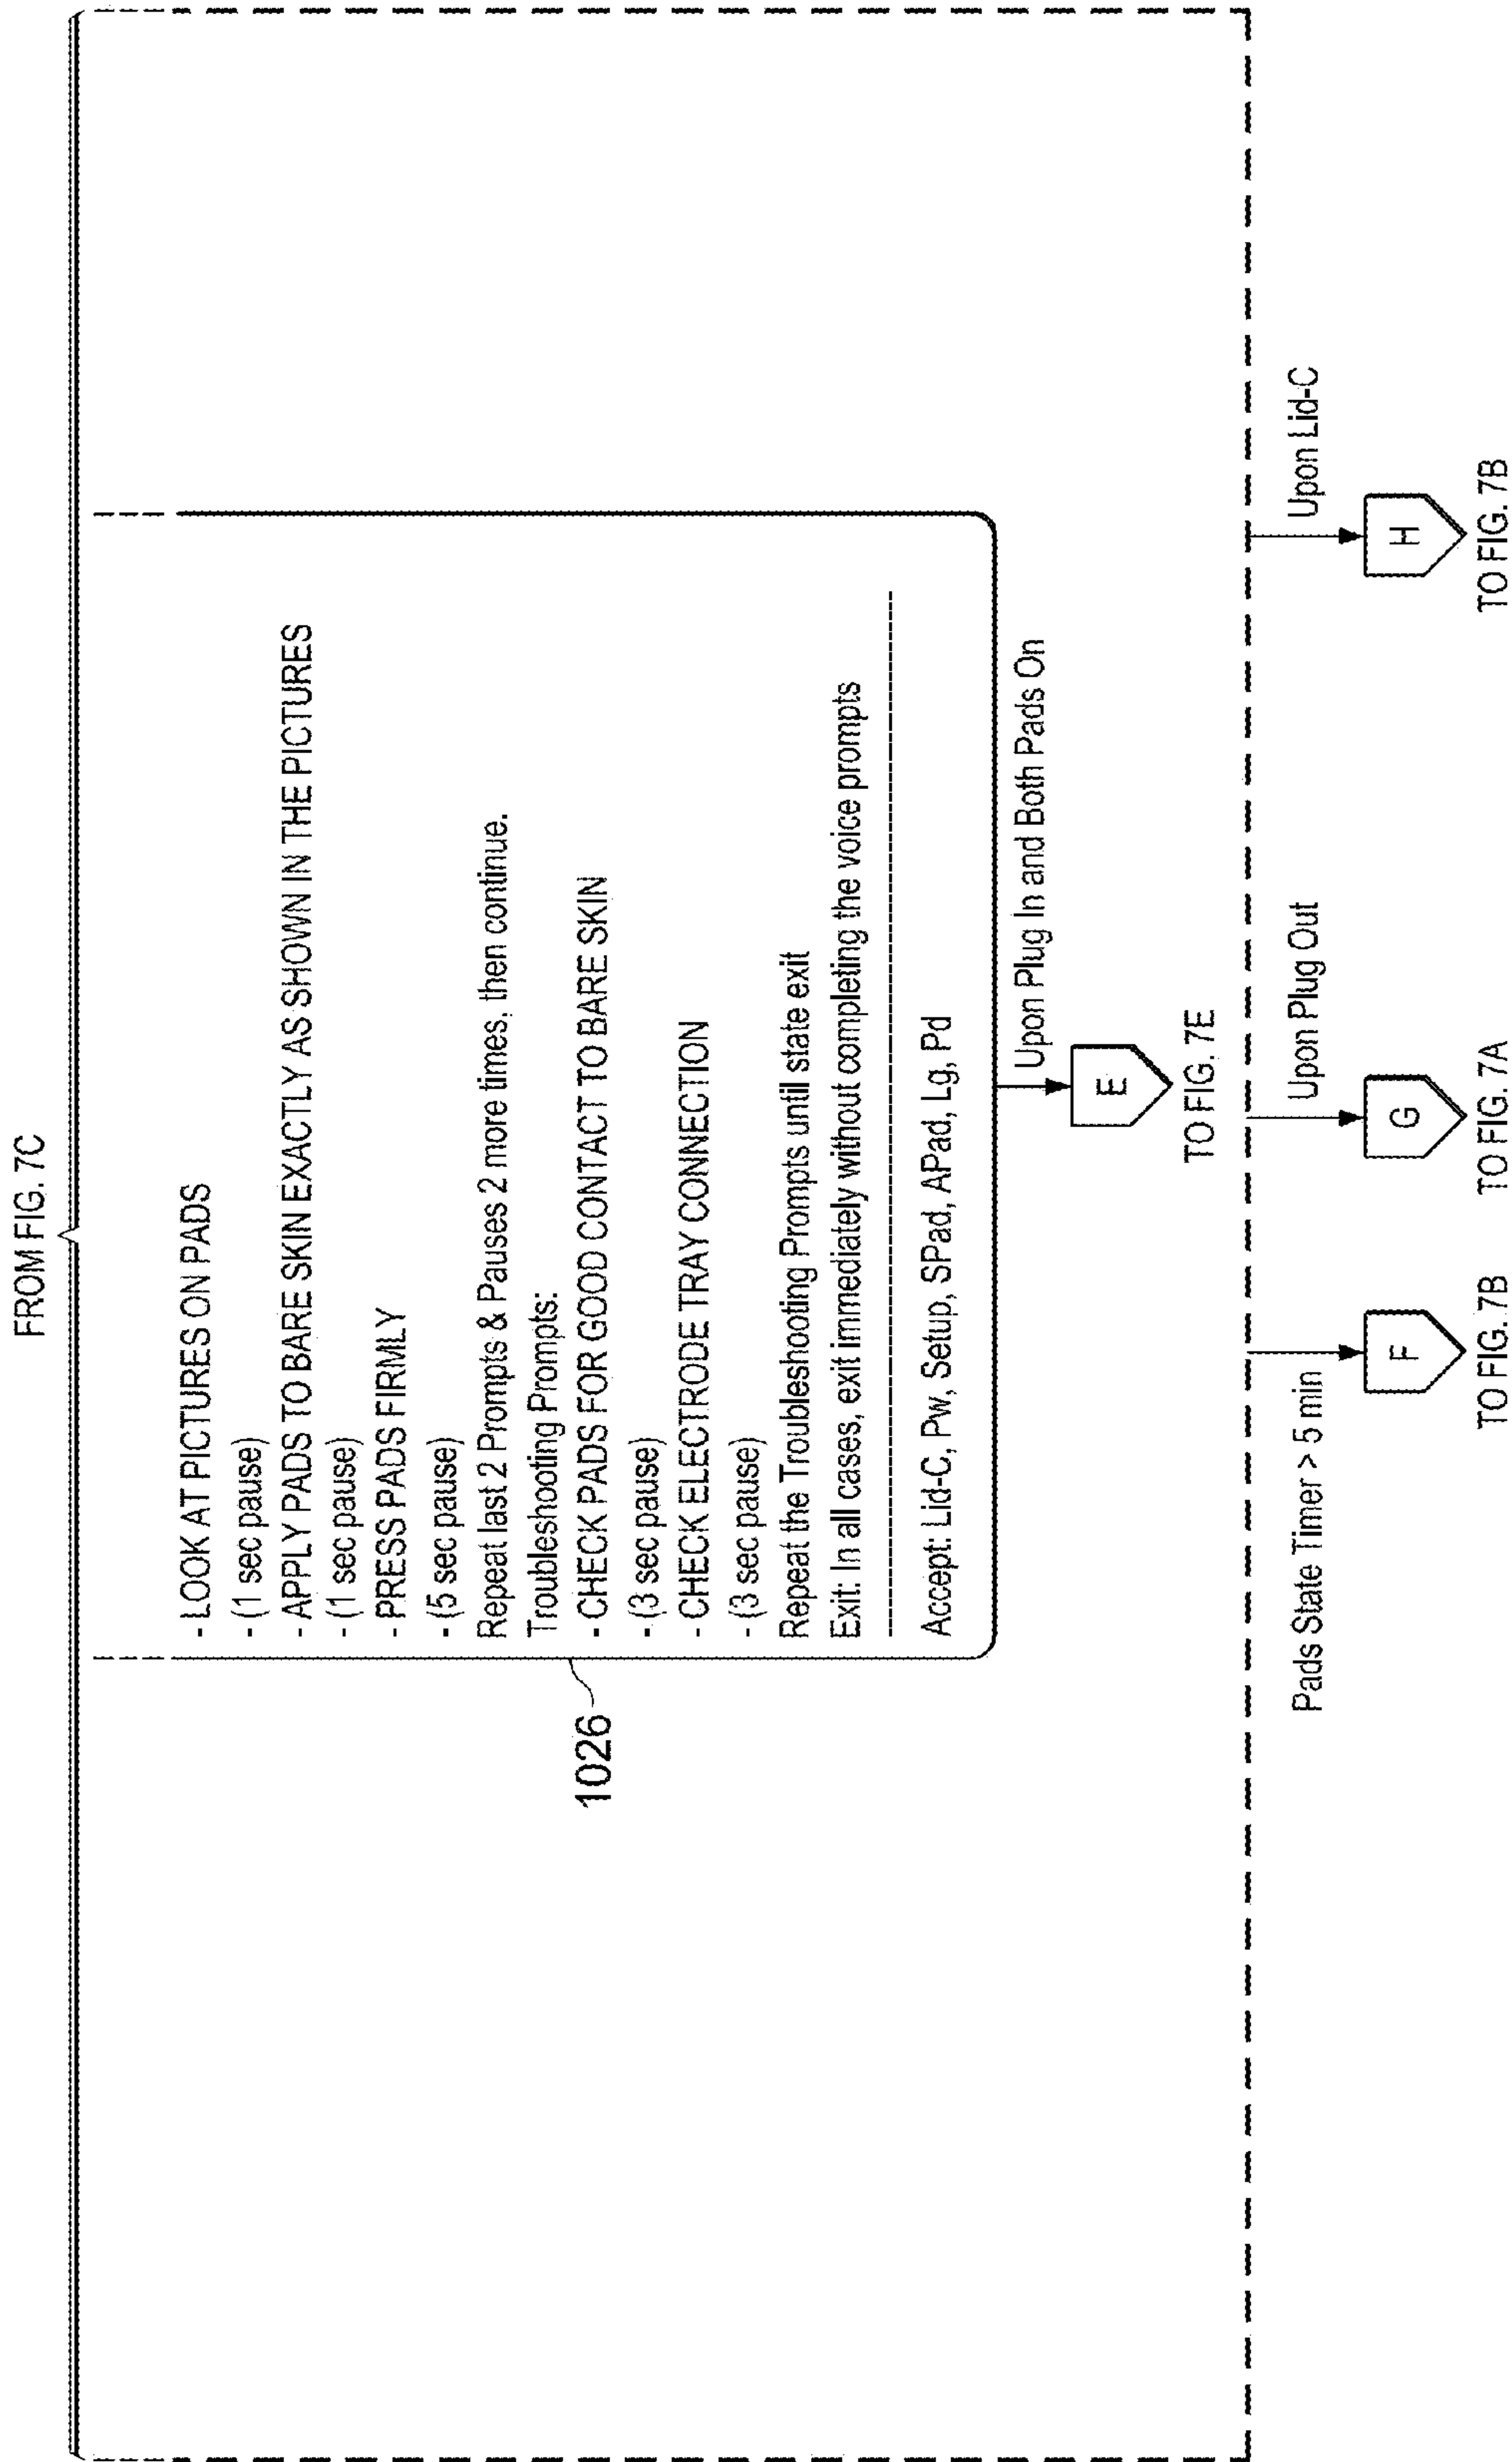 FROM FIG. 7C
- LOOK AT PICTURES ON PADS
- (1 sec pause)
- APPLY PADS TO BARE SKIN EXACTLY AS SHOWN IN THE PICTURES
- (1 sec pause)
- PRESS PADS FIRMLY
- (5 sec pause)
Repeat last 2 Prompts & Pauses 2 more times, then continue.
Troubleshooting Prompts:
- CHECK PADS FOR GOOD CONTACT TO BARE SKIN
- (3 sec pause)
- CHECK ELECTRODE TRAY CONNECTION
- (3 sec pause)
Repeat the Troubleshooting Prompts until state exit
Exit: In all cases, exit immediately without completing the voice prompts
Accept: Lid-C, Pw, Setup, SPad, APad, Lg, Pd
1026
Upon Plug In and Both Pads On
E
TO FIG. 7E
Pads State Timer > 5 min
F
TO FIG. 7B
Upon Plug Out
G
TO FIG. 7A
Upon Lid-C
H
TO FIG. 7B